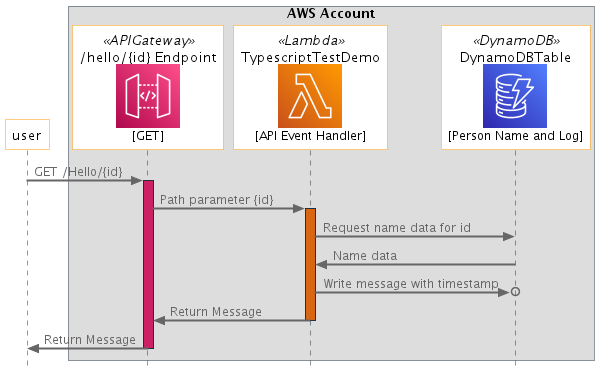 AWS Account
«APIGateway»
/hello/{id} Endpoint
[GET]
«Lambda»
TypescriptTestDemo
[API Event Handler]
«DynamoDB»
DynamoDBTable
[Person Name and Log]
user
GET /Hello/{id}
Path parameter {id}
Request name data for id
Name data
Write message with timestamp
Return Message
Return Message